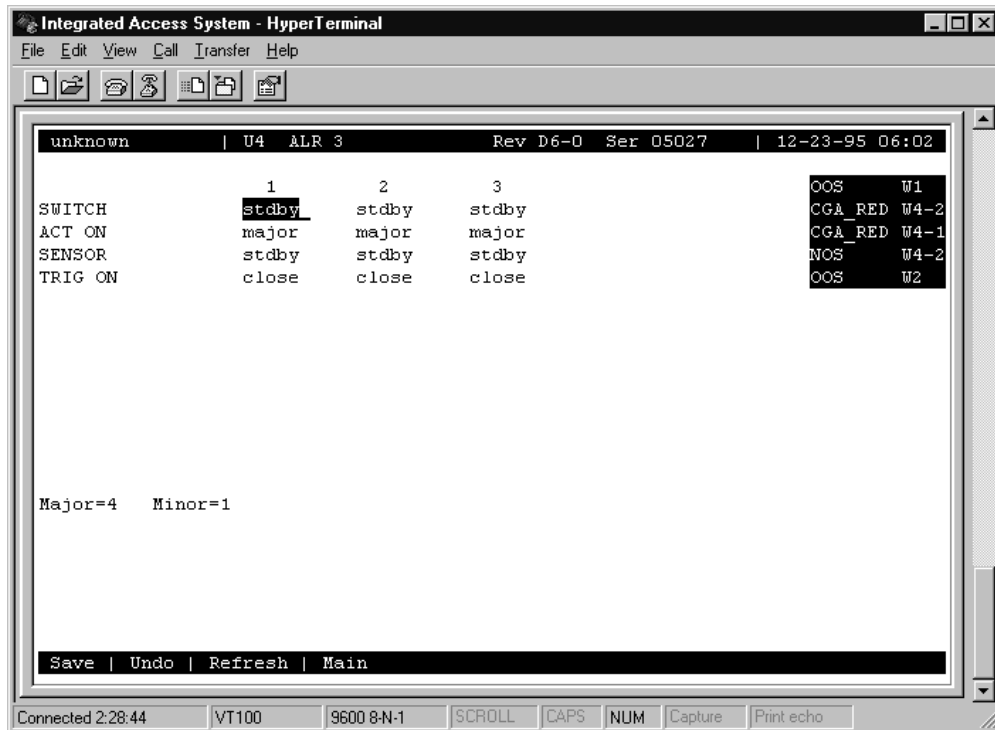 Integrated Access System - HyperTerminal
File Edit View Call Transfer Help
unknown | U4 ALR 3 Rev D6-0 Ser 05027 | 12-23-95 06:02
1 2 3 OOS W1
SWITCH stdby stdby stdby CGA_RED W4-2
ACT ON major major major CGA_RED W4-1
SENSOR stdby stdby stdby NOS W4-2
TRIG ON close close close OOS W2
Major=4 Minor=1
Save | Undo | Refresh | Main
Connected 2:28:44 VT100 9600 8-N-1 SCROLL CAPS NUM Capture Print echo